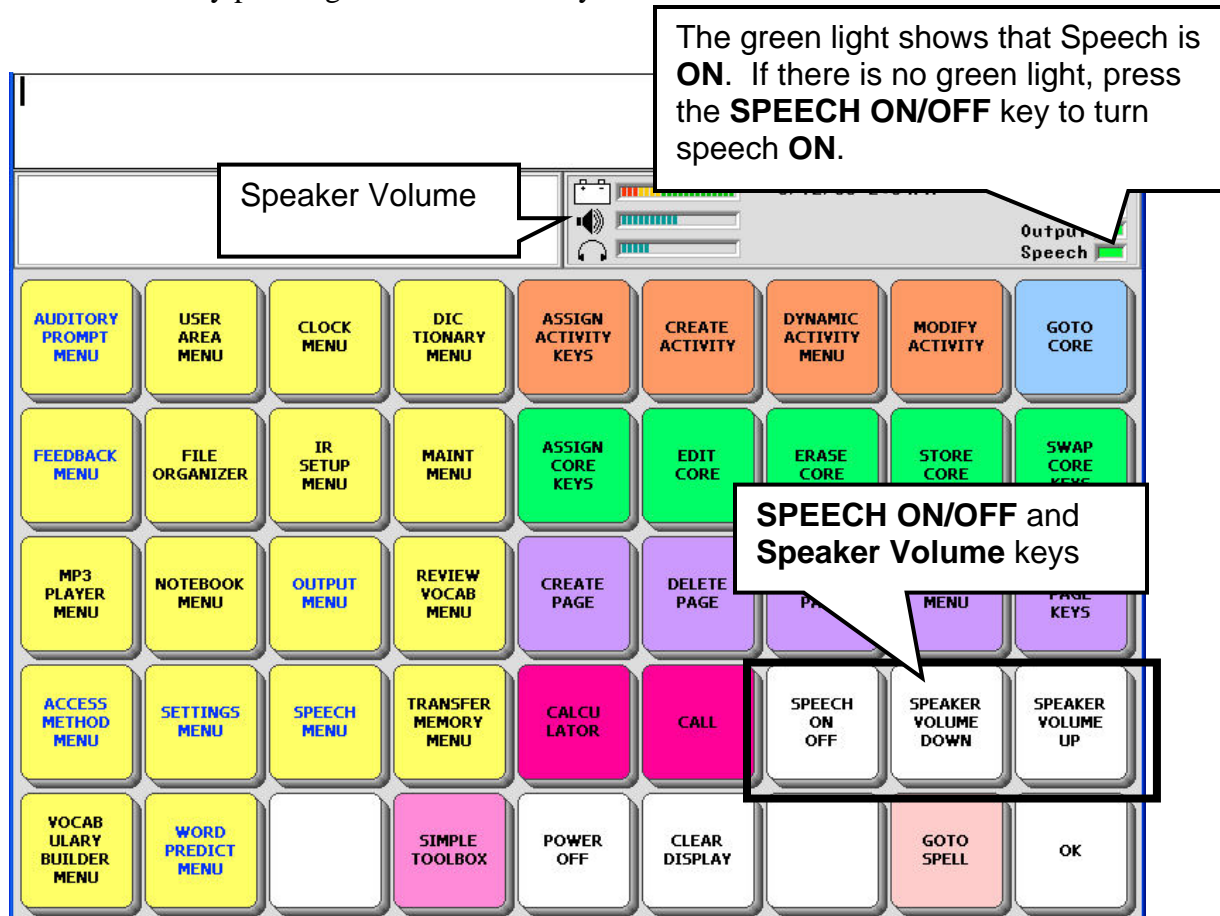 The green light shows that Speech is
ON. If there is no green light, press
the SPEECH ON/OFF key to turn
speech ON.
Speaker Volume
Output
Speech
AUDITORY
PROMPT
MENU
USER
AREA
MENU
CLOCK
MENU
DIC
TIONARY
MENU
ASSIGN
ACTIVITY
KEYS
CREATE
ACTIVITY
DYNAMIC
ACTIVITY
MENU
MODIFY
ACTIVITY
GOTO
CORE
FEEDBACK
MENU
FILE
ORGANIZER
IR
SETUP
MENU
MAINT
MENU
ASSIGN
CORE
KEYS
EDIT
CORE
ERASE
CORE
STORE
CORE
SWAP
CORE
KEYS
SPEECH ON/OFF and
Speaker Volume keys
MP3
PLAYER
MENU
NOTEBOOK
MENU
OUTPUT
MENU
REVIEW
VOCAB
MENU
CREATE
PAGE
DELETE
PAGE
MENU
PAGE
KEYS
ACCESS
METHOD
MENU
SETTINGS
MENU
SPEECH
MENU
TRANSFER
MEMORY
MENU
CALCU
LATOR
CALL
SPEECH
ON
OFF
SPEAKER
VOLUME
DOWN
SPEAKER
VOLUME
UP
VOCAB
ULARY
BUILDER
MENU
WORD
PREDICT
MENU
SIMPLE
TOOLBOX
POWER
OFF
CLEAR
DISPLAY
GOTO
SPELL
OK